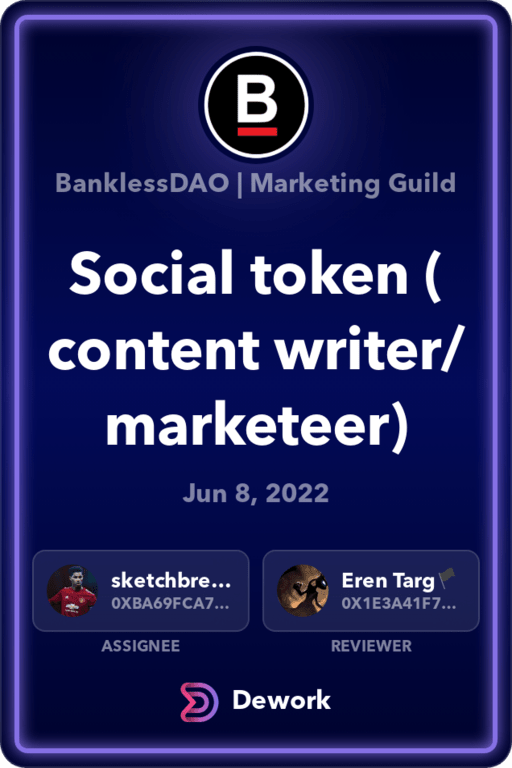 B
BanklessDAO | Marketing Guild
Social token (
content writer/
marketeer)
Jun 8, 2022
sketchbre...
0XBA69FCA7...
ASSIGNEE
Eren Targ🏴
0X1E3A41F7...
REVIEWER
Dework